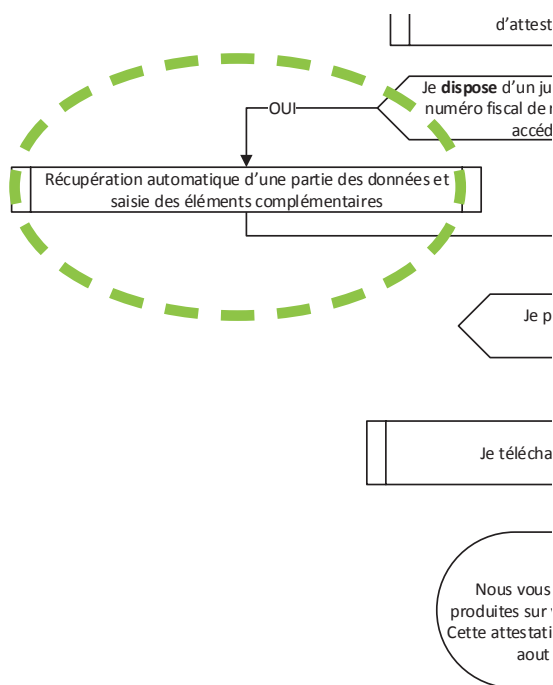 d'attest
Je dispose d'un ju
numéro fiscal de r
accéd
OUI
Récupération automatique d'une partie des données et
saisie des éléments complémentaires
Je p
Je télécha
Nous vous
produites sur v
Cette attestati
aout